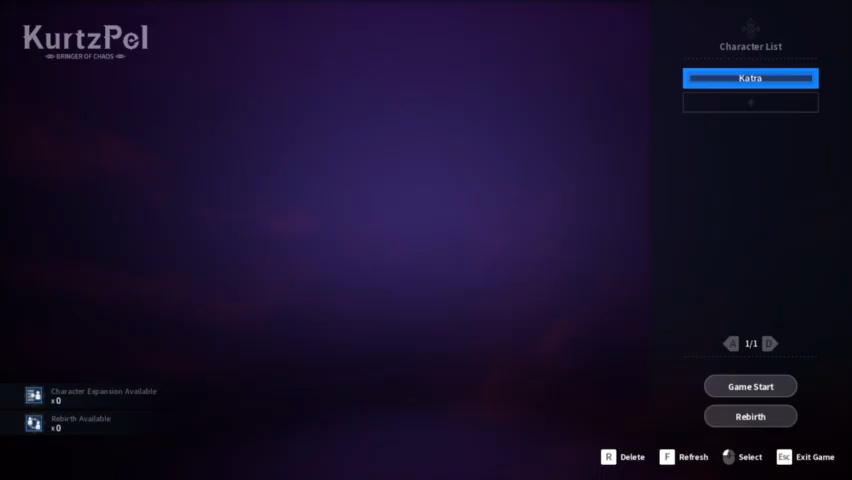 KurtzPel
BRINGER OF CHAOS
Character List
Katra
A 1/1 D
Character Expansion Available
x 0
Rebirth Available
x 0
Game Start
Rebirth
R Delete F Refresh Select Esc Exit Game